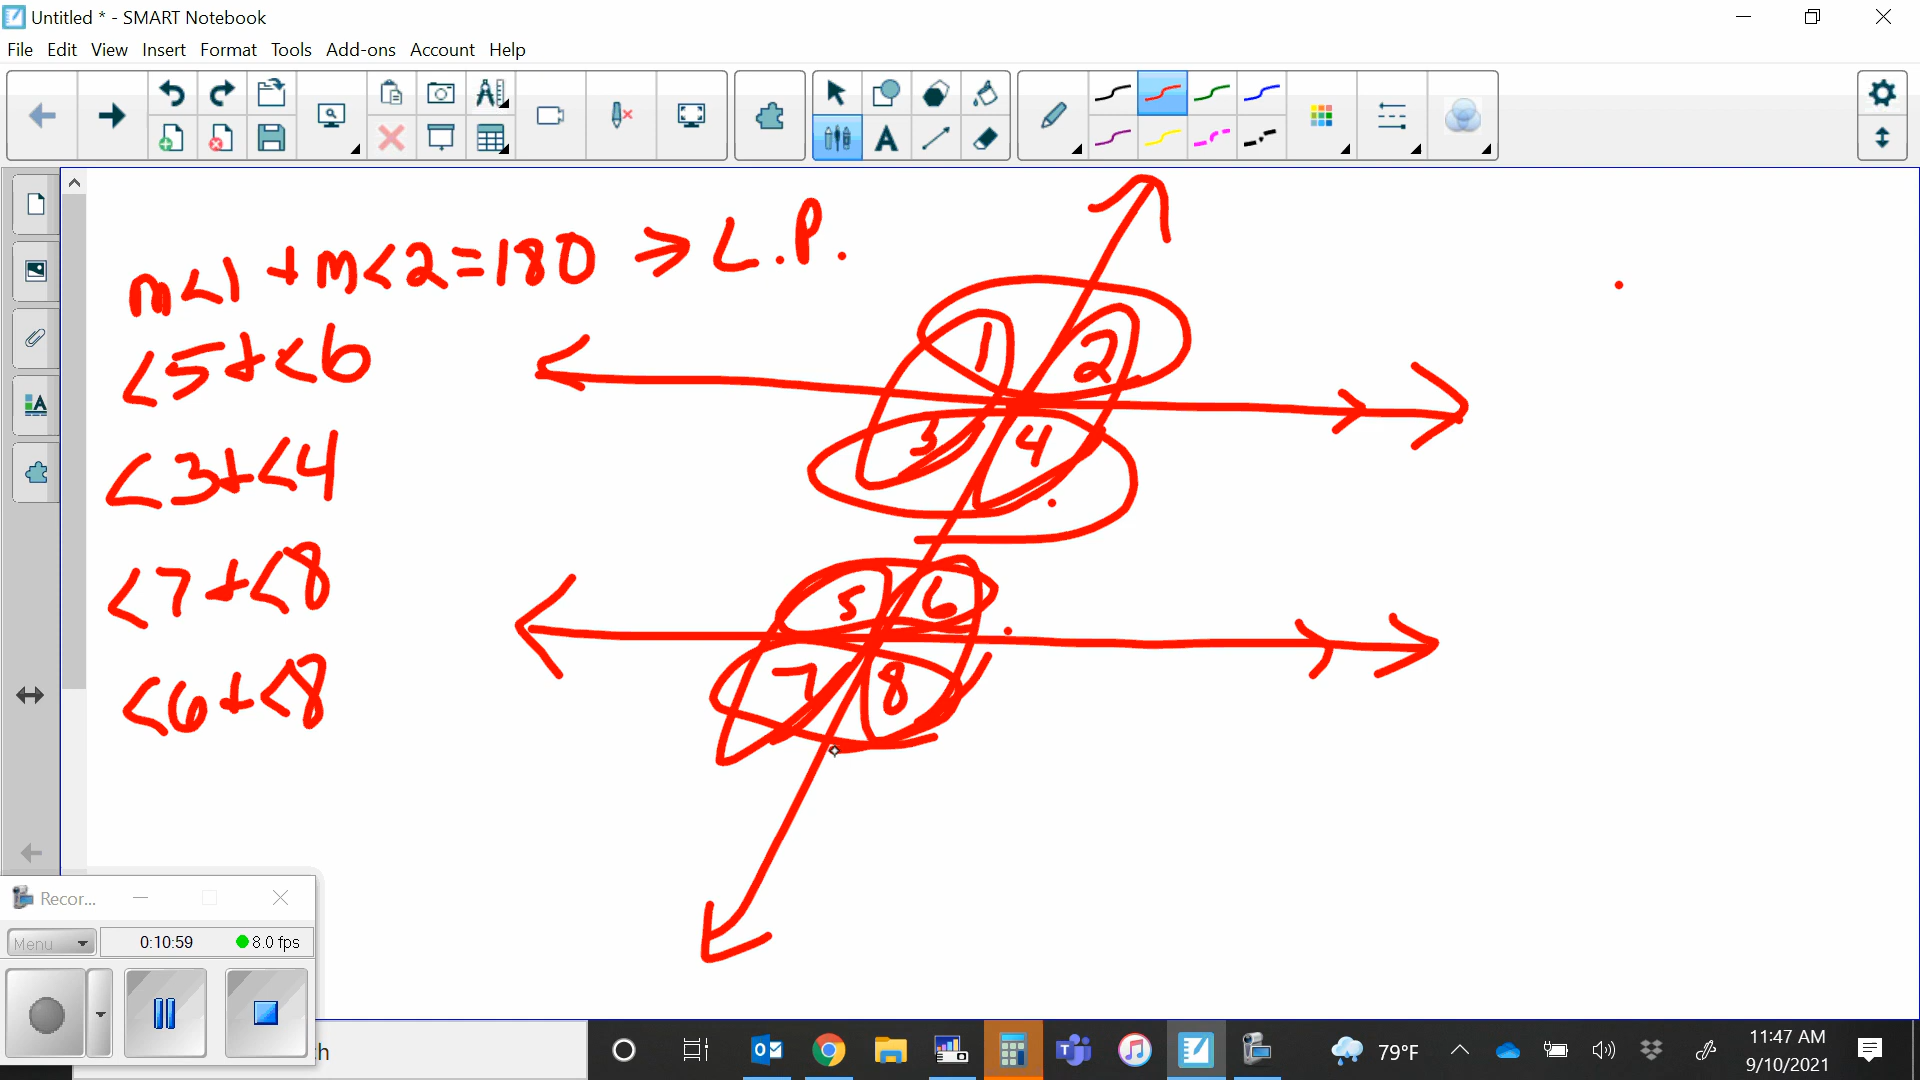 Untitled * - SMART Notebook
File Edit View Insert Format Tools Add-ons Account Help
A
A
m<1 + m<2 = 180 => L.P.
<5 + <6
<3 + <4
<7 + <8
<6 + <8
1 2
3 4
5 6
7 8
Recor...
Menu 0:10:59 8.0 fps
h
79°F
11:47 AM
9/10/2021